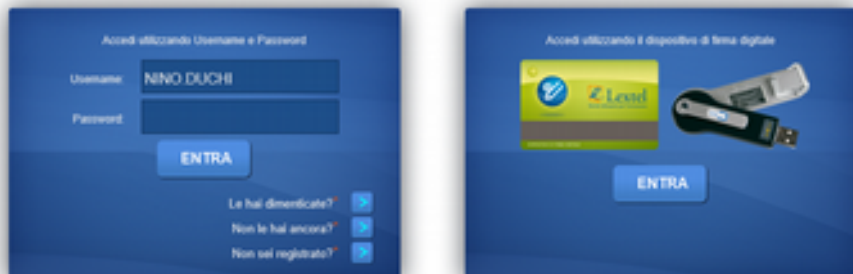 Accedi utilizzando Username e Password
Username:
NINO.DUCHI
Password:
ENTRA
Le hai dimenticate?*
Non le hai ancora?*
Non sei registrato?*
Accedi utilizzando il dispositivo di firma digitale
Lextel
ENTRA